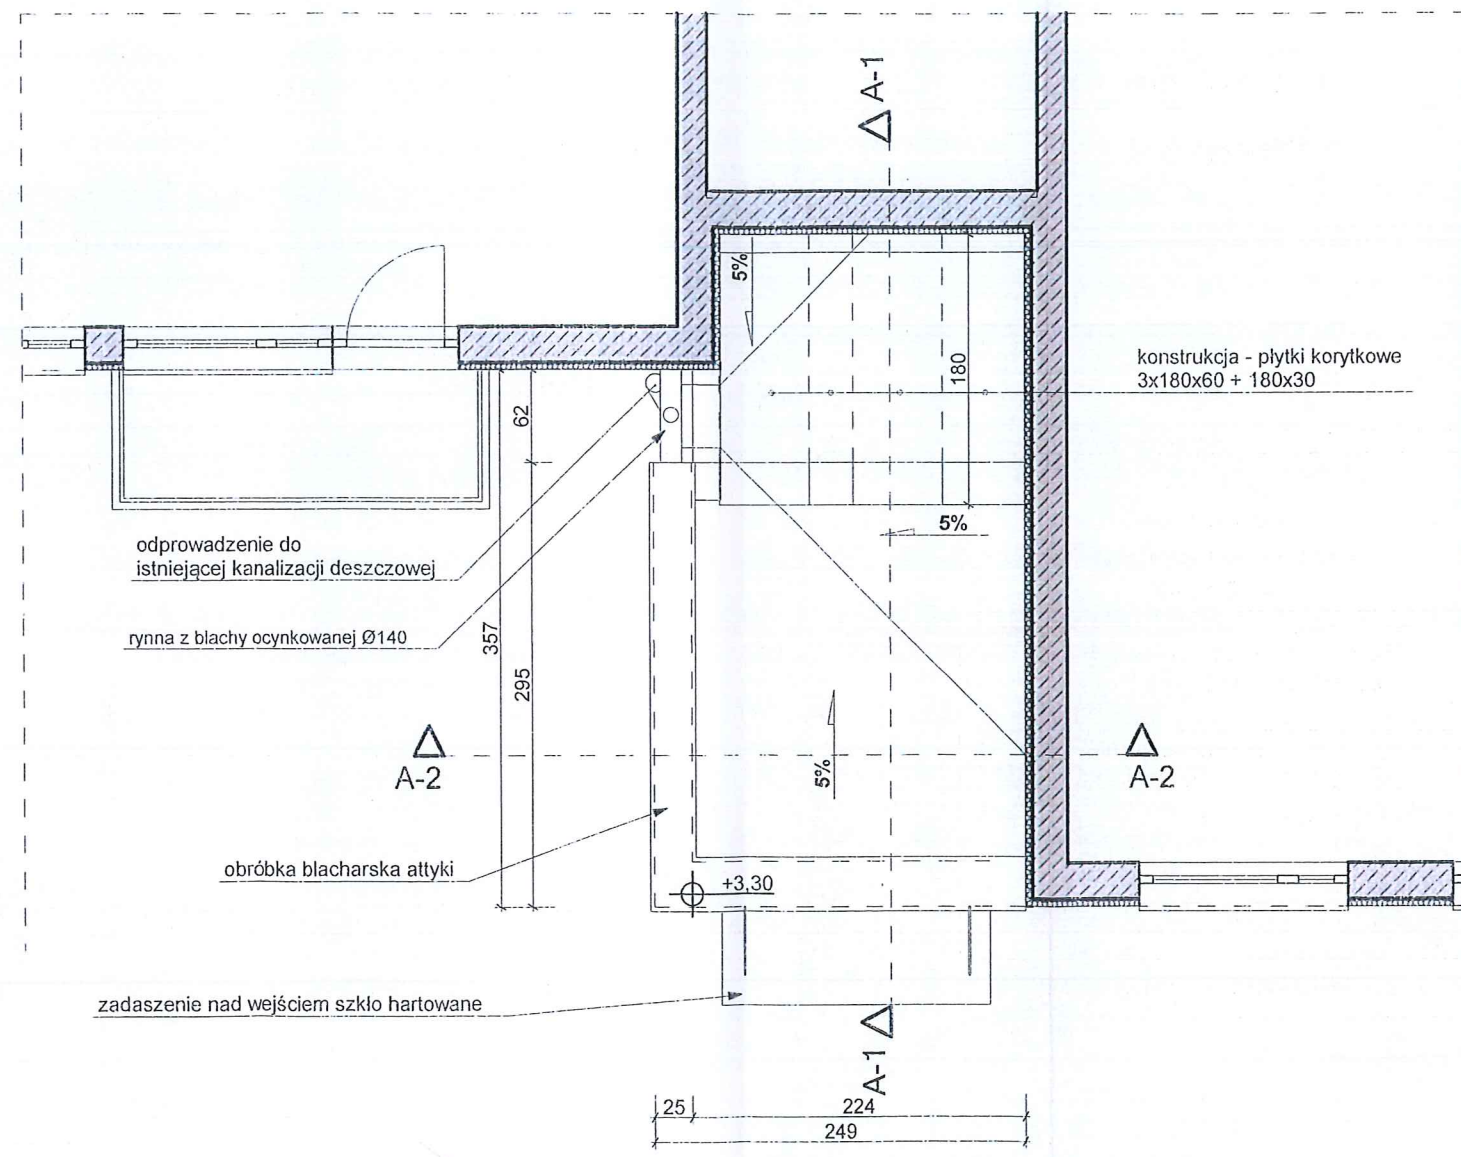 A-1
5%
180
konstrukcja - płytki korytkowe
3x180x60 + 180x30
62
5%
odprowadzenie do
istniejącej kanalizacji deszczowej
rynna z blachy ocynkowanej Ø140
357
295
A-2
5%
A-2
obróbka blacharska attyki
+3,30
zadaszenie nad wejściem szkło hartowane
A-1
25
224
249